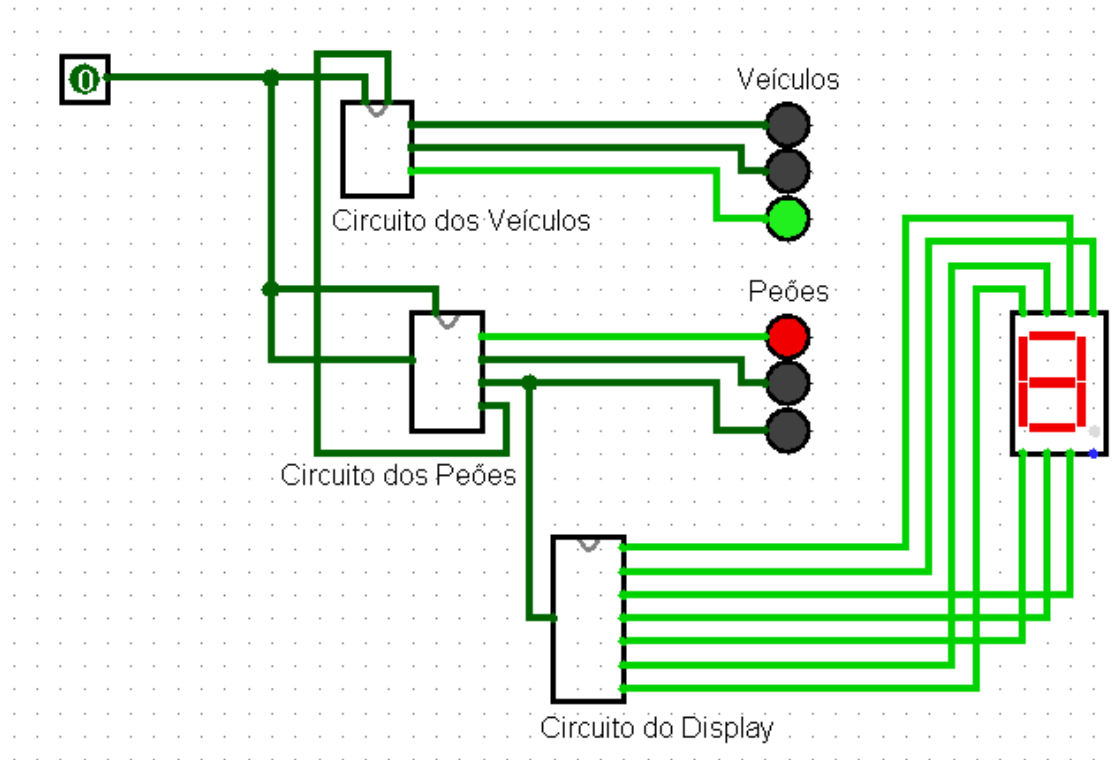 0
Veículos
Circuito dos Veículos
Peões
Circuito dos Peões
Circuito do Display